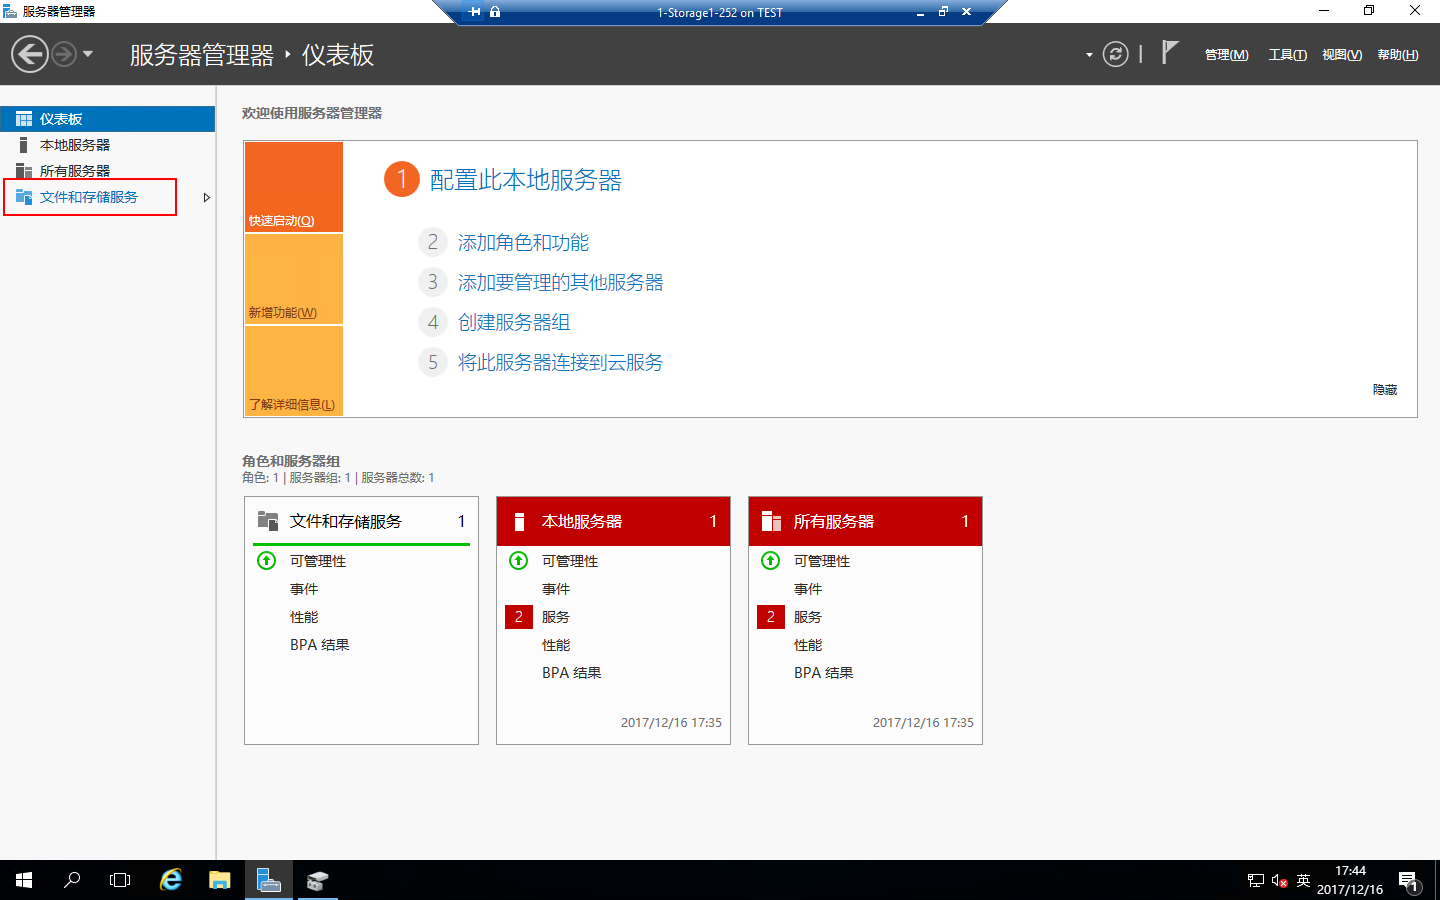 服务器管理器
1-Storage1-252 on TEST
服务器管理器 ‣ 仪表板
管理(M) 工具(T) 视图(V) 帮助(H)
仪表板
本地服务器
所有服务器
文件和存储服务
欢迎使用服务器管理器
快速启动(Q)
新增功能(W)
了解详细信息(L)
1 配置此本地服务器
2 添加角色和功能
3 添加要管理的其他服务器
4 创建服务器组
5 将此服务器连接到云服务
隐藏
角色和服务器组
角色: 1 | 服务器组: 1 | 服务器总数: 1
文件和存储服务 1
可管理性
事件
性能
BPA 结果
本地服务器 1
可管理性
事件
2 服务
性能
BPA 结果
2017/12/16 17:35
所有服务器 1
可管理性
事件
2 服务
性能
BPA 结果
2017/12/16 17:35
英
17:44
2017/12/16
1